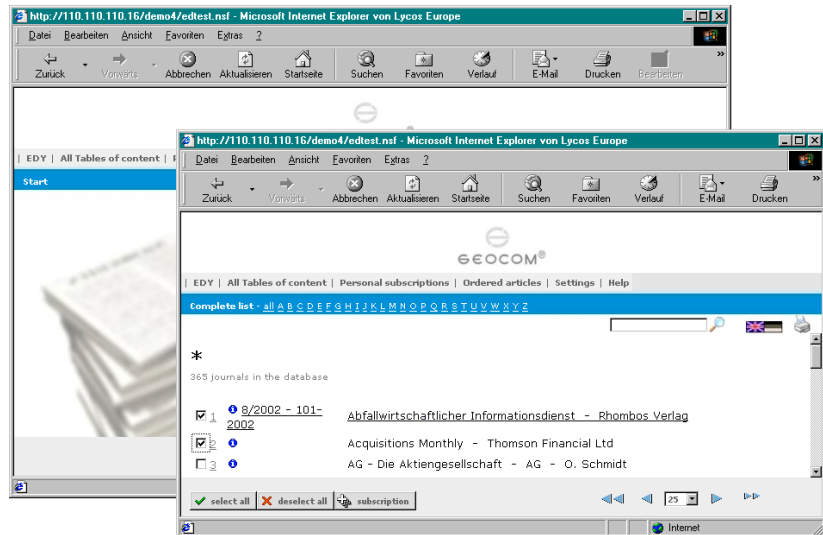 http://110.110.110.16/demo4/edtest.nsf - Microsoft Internet Explorer von Lycos Europe
Datei Bearbeiten Ansicht Favoriten Extras ?
Zurück Vorwärts Abbrechen Aktualisieren Startseite Suchen Favoriten Verlauf E-Mail Drucken Bearbeiten
| EDY | All Tables of content |
Start
http://110.110.110.16/demo4/edtest.nsf - Microsoft Internet Explorer von Lycos Europe
Datei Bearbeiten Ansicht Favoriten Extras ?
Zurück Vorwärts Abbrechen Aktualisieren Startseite Suchen Favoriten Verlauf E-Mail Drucken
GEOCOM®
| EDY | All Tables of content | Personal subscriptions | Ordered articles | Settings | Help
Complete list - all A B C D E F G H I J K L M N O P Q R S T U V W X Y Z
*
365 journals in the database
1 8/2002 - 101-2002 Abfallwirtschaftlicher Informationsdienst - Rhombos Verlag
2 Acquisitions Monthly - Thomson Financial Ltd
3 AG - Die Aktiengesellschaft - AG - O. Schmidt
select all deselect all subscription 25
Internet